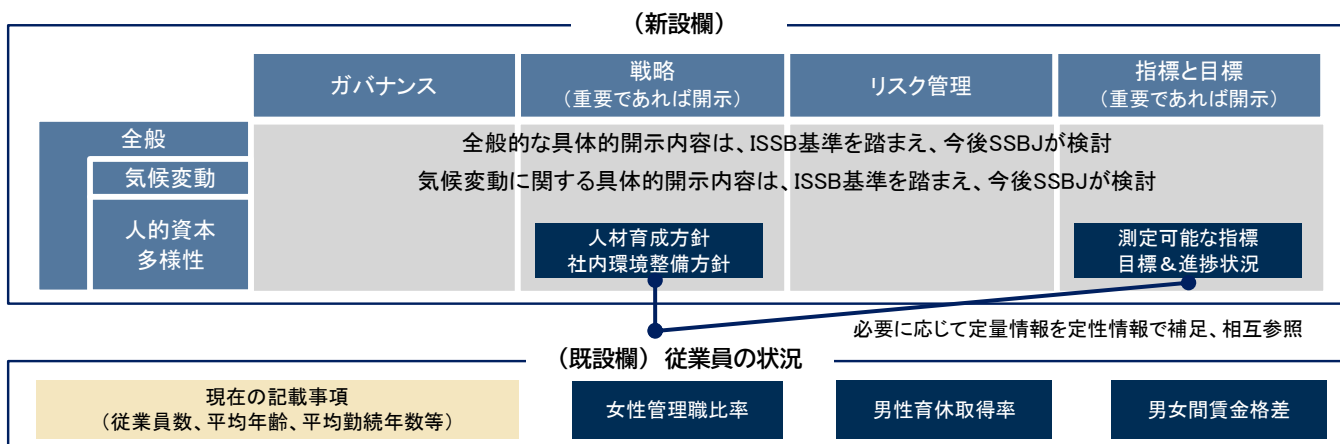 （新設欄）
ガバナンス
戦略
（重要であれば開示）
リスク管理
指標と目標
（重要であれば開示）
全般
全般的な具体的開示内容は、ISSB基準を踏まえ、今後SSBJが検討
気候変動
気候変動に関する具体的開示内容は、ISSB基準を踏まえ、今後SSBJが検討
人的資本
多様性
人材育成方針
社内環境整備方針
測定可能な指標
目標＆進捗状況
必要に応じて定量情報を定性情報で補足、相互参照
（既設欄） 従業員の状況
現在の記載事項
（従業員数、平均年齢、平均勤続年数等）
女性管理職比率
男性育休取得率
男女間賃金格差